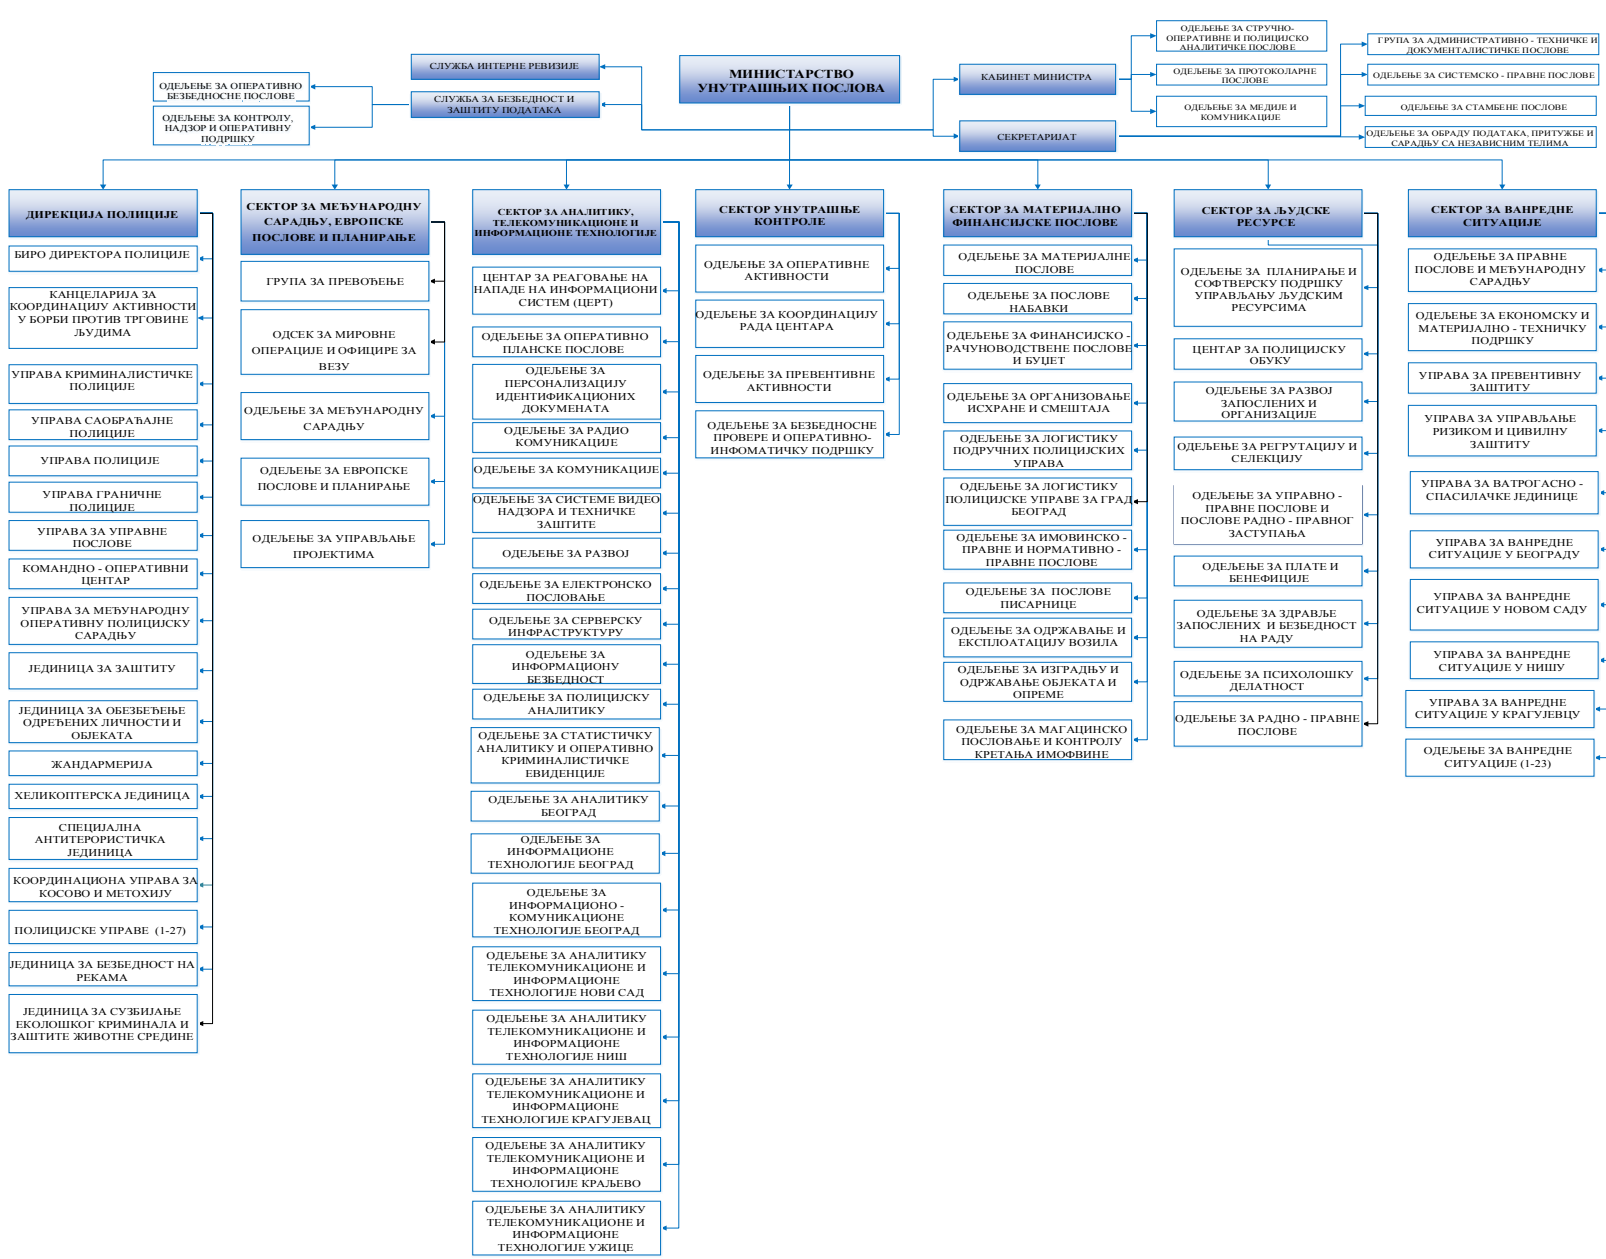 МИНИСТАРСТВО
УНУТРАШЊИХ ПОСЛОВА
СЛУЖБА ИНТЕРНЕ РЕВИЗИЈЕ
СЛУЖБА ЗА БЕЗБЕДНОСТ И
ЗАШТИТУ ПОДАТАКА
ОДЕЉЕЊЕ ЗА ОПЕРАТИВНО
БЕЗБЕДНОСНЕ ПОСЛОВЕ
ОДЕЉЕЊЕ ЗА КОНТРОЛУ,
НАДЗОР И ОПЕРАТИВНУ
ПОДРШКУ
КАБИНЕТ МИНИСТРА
ОДЕЉЕЊЕ ЗА СТРУЧНО-
ОПЕРАТИВНЕ И ПОЛИЦИЈСКО
АНАЛИТИЧКЕ ПОСЛОВЕ
ОДЕЉЕЊЕ ЗА ПРОТОКОЛАРНЕ
ПОСЛОВЕ
ОДЕЉЕЊЕ ЗА МЕДИЈЕ И
КОМУНИКАЦИЈЕ
СЕКРЕТАРИЈАТ
ГРУПА ЗА АДМИНИСТРАТИВНО - ТЕХНИЧКЕ И
ДОКУМЕНТАЛИСТИЧКЕ ПОСЛОВЕ
ОДЕЉЕЊЕ ЗА СИСТЕМСКО - ПРАВНЕ ПОСЛОВЕ
ОДЕЉЕЊЕ ЗА СТАМБЕНЕ ПОСЛОВЕ
ОДЕЉЕЊЕ ЗА ОБРАДУ ПОДАТАКА, ПРИТУЖБЕ И
САРАДЊУ СА НЕЗАВИСНИМ ТЕЛИМА
ДИРЕКЦИЈА ПОЛИЦИЈЕ
БИРО ДИРЕКТОРА ПОЛИЦИЈЕ
КАНЦЕЛАРИЈА ЗА
КООРДИНАЦИЈУ АКТИВНОСТИ
У БОРБИ ПРОТИВ ТРГОВИНЕ
ЉУДИМА
УПРАВА КРИМИНАЛИСТИЧКЕ
ПОЛИЦИЈЕ
УПРАВА САОБРАЋАЈНЕ
ПОЛИЦИЈЕ
УПРАВА ПОЛИЦИЈЕ
УПРАВА ГРАНИЧНЕ
ПОЛИЦИЈЕ
УПРАВА ЗА УПРАВНЕ
ПОСЛОВЕ
КОМАНДНО - ОПЕРАТИВНИ
ЦЕНТАР
УПРАВА ЗА МЕЂУНАРОДНУ
ОПЕРАТИВНУ ПОЛИЦИЈСКУ
САРАДЊУ
ЈЕДИНИЦА ЗА ЗАШТИТУ
ЈЕДИНИЦА ЗА ОБЕЗБЕЂЕЊЕ
ОДРЕЂЕНИХ ЛИЧНОСТИ И
ОБЈЕКАТА
ЖАНДАРМЕРИЈА
ХЕЛИКОПТЕРСКА ЈЕДИНИЦА
СПЕЦИЈАЛНА
АНТИТЕРОРИСТИЧКА
ЈЕДИНИЦА
КООРДИНАЦИОНА УПРАВА ЗА
КОСОВО И МЕТОХИЈУ
ПОЛИЦИЈСКЕ УПРАВЕ (1-27)
ЈЕДИНИЦА ЗА БЕЗБЕДНОСТ НА
РЕКАМА
ЈЕДИНИЦА ЗА СУЗБИЈАЊЕ
ЕКОЛОШКОГ КРИМИНАЛА И
ЗАШТИТЕ ЖИВОТНЕ СРЕДИНЕ
СЕКТОР ЗА МЕЂУНАРОДНУ
САРАДЊУ, ЕВРОПСКЕ
ПОСЛОВЕ И ПЛАНИРАЊЕ
ГРУПА ЗА ПРЕВОЂЕЊЕ
ОДСЕК ЗА МИРОВНЕ
ОПЕРАЦИЈЕ И ОФИЦИРЕ ЗА
ВЕЗУ
ОДЕЉЕЊЕ ЗА МЕЂУНАРОДНУ
САРАДЊУ
ОДЕЉЕЊЕ ЗА ЕВРОПСКЕ
ПОСЛОВЕ И ПЛАНИРАЊЕ
ОДЕЉЕЊЕ ЗА УПРАВЉАЊЕ
ПРОЈЕКТИМА
СЕКТОР ЗА АНАЛИТИКУ,
ТЕЛЕКОМУНИКАЦИОНЕ И
ИНФОРМАЦИОНЕ ТЕХНОЛОГИЈЕ
ЦЕНТАР ЗА РЕАГОВАЊЕ НА
НАПАДЕ НА ИНФОРМАЦИОНИ
СИСТЕМ (ЦЕРТ)
ОДЕЉЕЊЕ ЗА ОПЕРАТИВНО
ПЛАНСКЕ ПОСЛОВЕ
ОДЕЉЕЊЕ ЗА
ПЕРСОНАЛИЗАЦИЈУ
ИДЕНТИФИКАЦИОНИХ
ДОКУМЕНАТА
ОДЕЉЕЊЕ ЗА РАДИО
КОМУНИКАЦИЈЕ
ОДЕЉЕЊЕ ЗА КОМУНИКАЦИЈЕ
ОДЕЉЕЊЕ ЗА СИСТЕМЕ ВИДЕО
НАДЗОРА И ТЕХНИЧКЕ
ЗАШТИТЕ
ОДЕЉЕЊЕ ЗА РАЗВОЈ
ОДЕЉЕЊЕ ЗА ЕЛЕКТРОНСКО
ПОСЛОВАЊЕ
ОДЕЉЕЊЕ ЗА СЕРВЕРСКУ
ИНФРАСТРУКТУРУ
ОДЕЉЕЊЕ ЗА
ИНФОРМАЦИОНУ
БЕЗБЕДНОСТ
ОДЕЉЕЊЕ ЗА ПОЛИЦИЈСКУ
АНАЛИТИКУ
ОДЕЉЕЊЕ ЗА СТАТИСТИЧКУ
АНАЛИТИКУ И ОПЕРАТИВНО
КРИМИНАЛИСТИЧКЕ
ЕВИДЕНЦИЈЕ
ОДЕЉЕЊЕ ЗА АНАЛИТИКУ
БЕОГРАД
ОДЕЉЕЊЕ ЗА
ИНФОРМАЦИОНЕ
ТЕХНОЛОГИЈЕ БЕОГРАД
ОДЕЉЕЊЕ ЗА
ИНФОРМАЦИОНО -
КОМУНИКАЦИОНЕ
ТЕХНОЛОГИЈЕ БЕОГРАД
ОДЕЉЕЊЕ ЗА АНАЛИТИКУ
ТЕЛЕКОМУНИКАЦИОНЕ И
ИНФОРМАЦИОНЕ
ТЕХНОЛОГИЈЕ НОВИ САД
ОДЕЉЕЊЕ ЗА АНАЛИТИКУ
ТЕЛЕКОМУНИКАЦИОНЕ И
ИНФОРМАЦИОНЕ
ТЕХНОЛОГИЈЕ НИШ
ОДЕЉЕЊЕ ЗА АНАЛИТИКУ
ТЕЛЕКОМУНИКАЦИОНЕ И
ИНФОРМАЦИОНЕ
ТЕХНОЛОГИЈЕ КРАГУЈЕВАЦ
ОДЕЉЕЊЕ ЗА АНАЛИТИКУ
ТЕЛЕКОМУНИКАЦИОНЕ И
ИНФОРМАЦИОНЕ
ТЕХНОЛОГИЈЕ КРАЉЕВО
ОДЕЉЕЊЕ ЗА АНАЛИТИКУ
ТЕЛЕКОМУНИКАЦИОНЕ И
ИНФОРМАЦИОНЕ
ТЕХНОЛОГИЈЕ УЖИЦЕ
СЕКТОР УНУТРАШЊЕ
КОНТРОЛЕ
ОДЕЉЕЊЕ ЗА ОПЕРАТИВНЕ
АКТИВНОСТИ
ОДЕЉЕЊЕ ЗА КООРДИНАЦИЈУ
РАДА ЦЕНТАРА
ОДЕЉЕЊЕ ЗА ПРЕВЕНТИВНЕ
АКТИВНОСТИ
ОДЕЉЕЊЕ ЗА БЕЗБЕДНОСНЕ
ПРОВЕРЕ И ОПЕРАТИВНО-
ИНФОМАТИЧКУ ПОДРШКУ
СЕКТОР ЗА МАТЕРИЈАЛНО
ФИНАНСИЈСКЕ ПОСЛОВЕ
ОДЕЉЕЊЕ ЗА МАТЕРИЈАЛНЕ
ПОСЛОВЕ
ОДЕЉЕЊЕ ЗА ПОСЛОВЕ
НАБАВКИ
ОДЕЉЕЊЕ ЗА ФИНАНСИЈСКО -
РАЧУНОВОДСТВЕНЕ ПОСЛОВЕ
И БУЏЕТ
ОДЕЉЕЊЕ ЗА ОРГАНИЗОВАЊЕ
ИСХРАНЕ И СМЕШТАЈА
ОДЕЉЕЊЕ ЗА ЛОГИСТИКУ
ПОДРУЧНИХ ПОЛИЦИЈСКИХ
УПРАВА
ОДЕЉЕЊЕ ЗА ЛОГИСТИКУ
ПОЛИЦИЈСКЕ УПРАВЕ ЗА ГРАД
БЕОГРАД
ОДЕЉЕЊЕ ЗА ИМОВИНСКО -
ПРАВНЕ И НОРМАТИВНО -
ПРАВНЕ ПОСЛОВЕ
ОДЕЉЕЊЕ ЗА ПОСЛОВЕ
ПИСАРНИЦЕ
ОДЕЉЕЊЕ ЗА ОДРЖАВАЊЕ И
ЕКСПЛОАТАЦИЈУ ВОЗИЛА
ОДЕЉЕЊЕ ЗА ИЗГРАДЊУ И
ОДРЖАВАЊЕ ОБЈЕКАТА И
ОПРЕМЕ
ОДЕЉЕЊЕ ЗА МАГАЦИНСКО
ПОСЛОВАЊЕ И КОНТРОЛУ
КРЕТАЊА ИМОФВИНЕ
СЕКТОР ЗА ЉУДСКЕ
РЕСУРСЕ
ОДЕЉЕЊЕ ЗА ПЛАНИРАЊЕ И
СОФТВЕРСКУ ПОДРШКУ
УПРАВЉАЊУ ЉУДСКИМ
РЕСУРСИМА
ЦЕНТАР ЗА ПОЛИЦИЈСКУ
ОБУКУ
ОДЕЉЕЊЕ ЗА РАЗВОЈ
ЗАПОСЛЕНИХ И
ОРГАНИЗАЦИЈЕ
ОДЕЉЕЊЕ ЗА РЕГРУТАЦИЈУ И
СЕЛЕКЦИЈУ
ОДЕЉЕЊЕ ЗА УПРАВНО -
ПРАВНЕ ПОСЛОВЕ И
ПОСЛОВЕ РАДНО - ПРАВНОГ
ЗАСТУПАЊА
ОДЕЉЕЊЕ ЗА ПЛАТЕ И
БЕНЕФИЦИЈЕ
ОДЕЉЕЊЕ ЗА ЗДРАВЉЕ
ЗАПОСЛЕНИХ И БЕЗБЕДНОСТ
НА РАДУ
ОДЕЉЕЊЕ ЗА ПСИХОЛОШКУ
ДЕЛАТНОСТ
ОДЕЉЕЊЕ ЗА РАДНО - ПРАВНЕ
ПОСЛОВЕ
СЕКТОР ЗА ВАНРЕДНЕ
СИТУАЦИЈЕ
ОДЕЉЕЊЕ ЗА ПРАВНЕ
ПОСЛОВЕ И МЕЂУНАРОДНУ
САРАДЊУ
ОДЕЉЕЊЕ ЗА ЕКОНОМСКУ И
МАТЕРИЈАЛНО - ТЕХНИЧКУ
ПОДРШКУ
УПРАВА ЗА ПРЕВЕНТИВНУ
ЗАШТИТУ
УПРАВА ЗА УПРАВЉАЊЕ
РИЗИКОМ И ЦИВИЛНУ
ЗАШТИТУ
УПРАВА ЗА ВАТРОГАСНО -
СПАСИЛАЧКЕ ЈЕДИНИЦЕ
УПРАВА ЗА ВАНРЕДНЕ
СИТУАЦИЈЕ У БЕОГРАДУ
УПРАВА ЗА ВАНРЕДНЕ
СИТУАЦИЈЕ У НОВОМ САДУ
УПРАВА ЗА ВАНРЕДНЕ
СИТУАЦИЈЕ У НИШУ
УПРАВА ЗА ВАНРЕДНЕ
СИТУАЦИЈЕ У КРАГУЈЕВЦУ
ОДЕЉЕЊЕ ЗА ВАНРЕДНЕ
СИТУАЦИЈЕ (1-23)